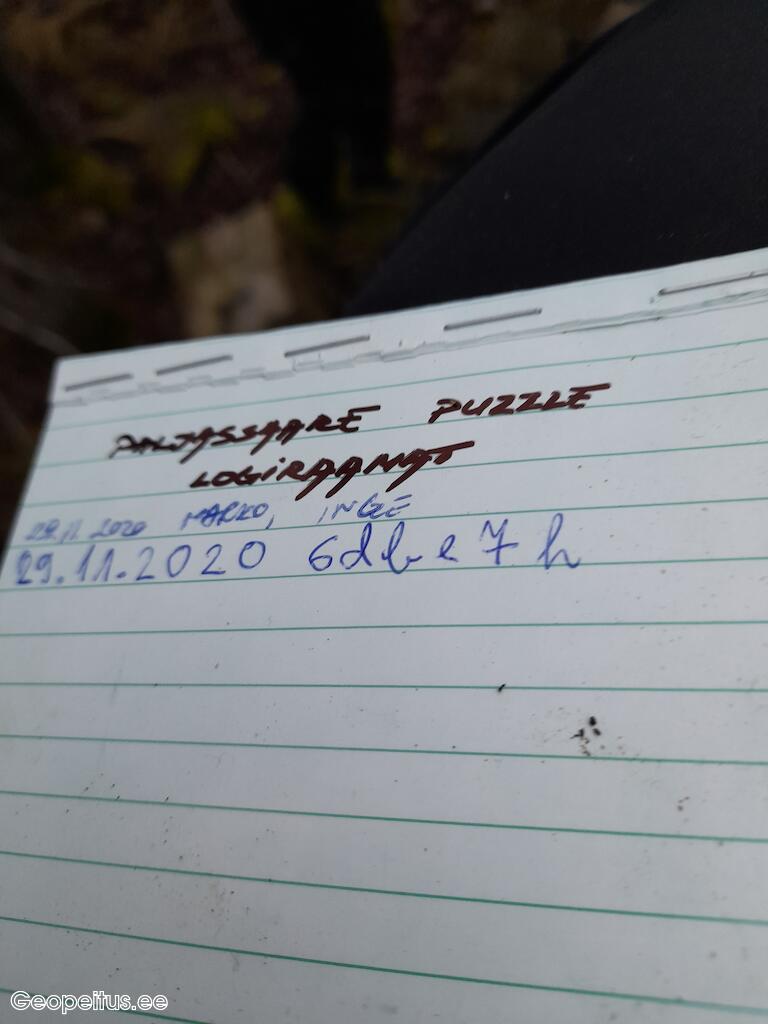 PALJASSAARE PUZZLE
LOGIRAAMAT
29.11.2020 MARKO, INGE
29.11.2020 6dbe7h
Geopeitus.ee